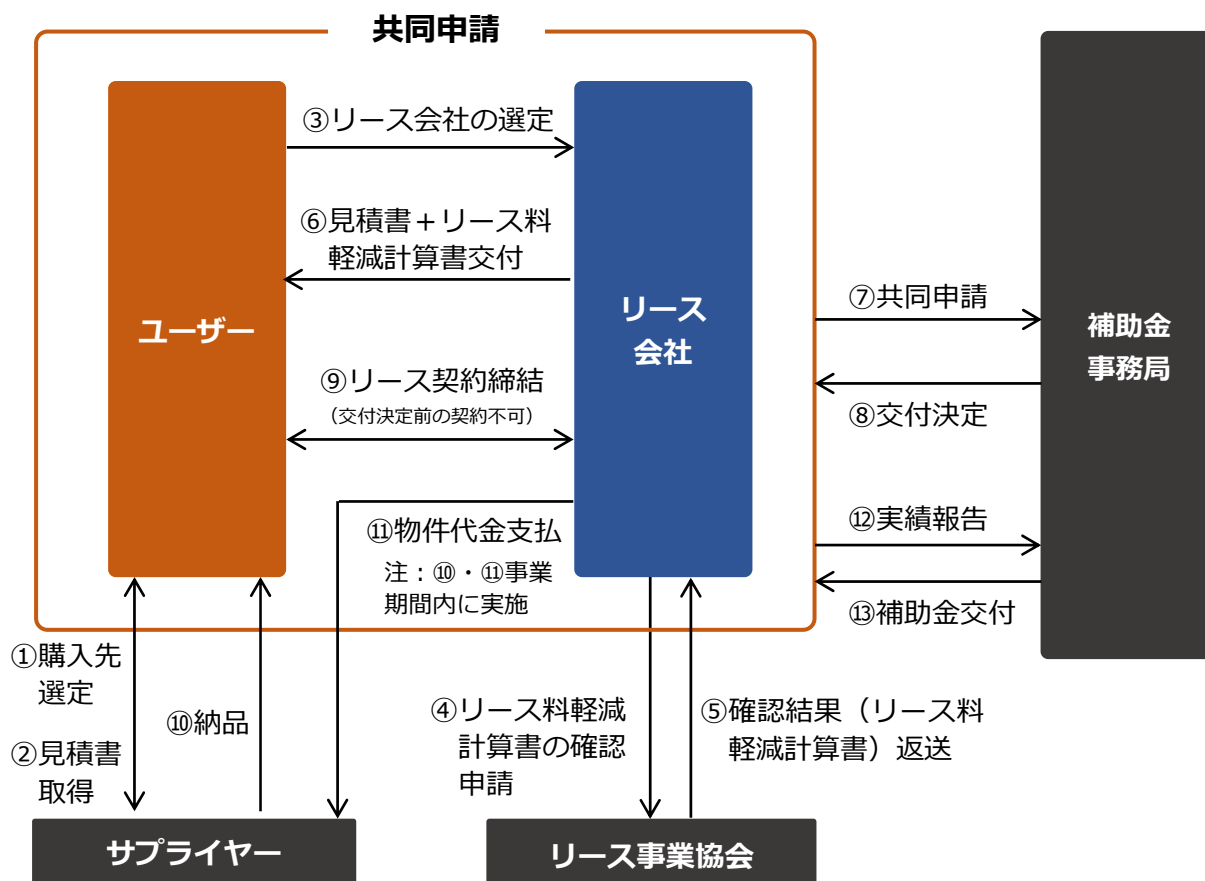 共同申請
③リース会社の選定
⑥見積書+リース料
軽減計算書交付
ユーザー
リース
会社
⑦共同申請
補助金
事務局
⑨リース契約締結
(交付決定前の契約不可)
⑧交付決定
⑪物件代金支払
注:⑩・⑪事業
期間内に実施
⑫実績報告
⑬補助金交付
①購入先
選定
②見積書
取得
⑩納品
④リース料軽減
計算書の確認
申請
⑤確認結果(リース料
軽減計算書)返送
サプライヤー
リース事業協会